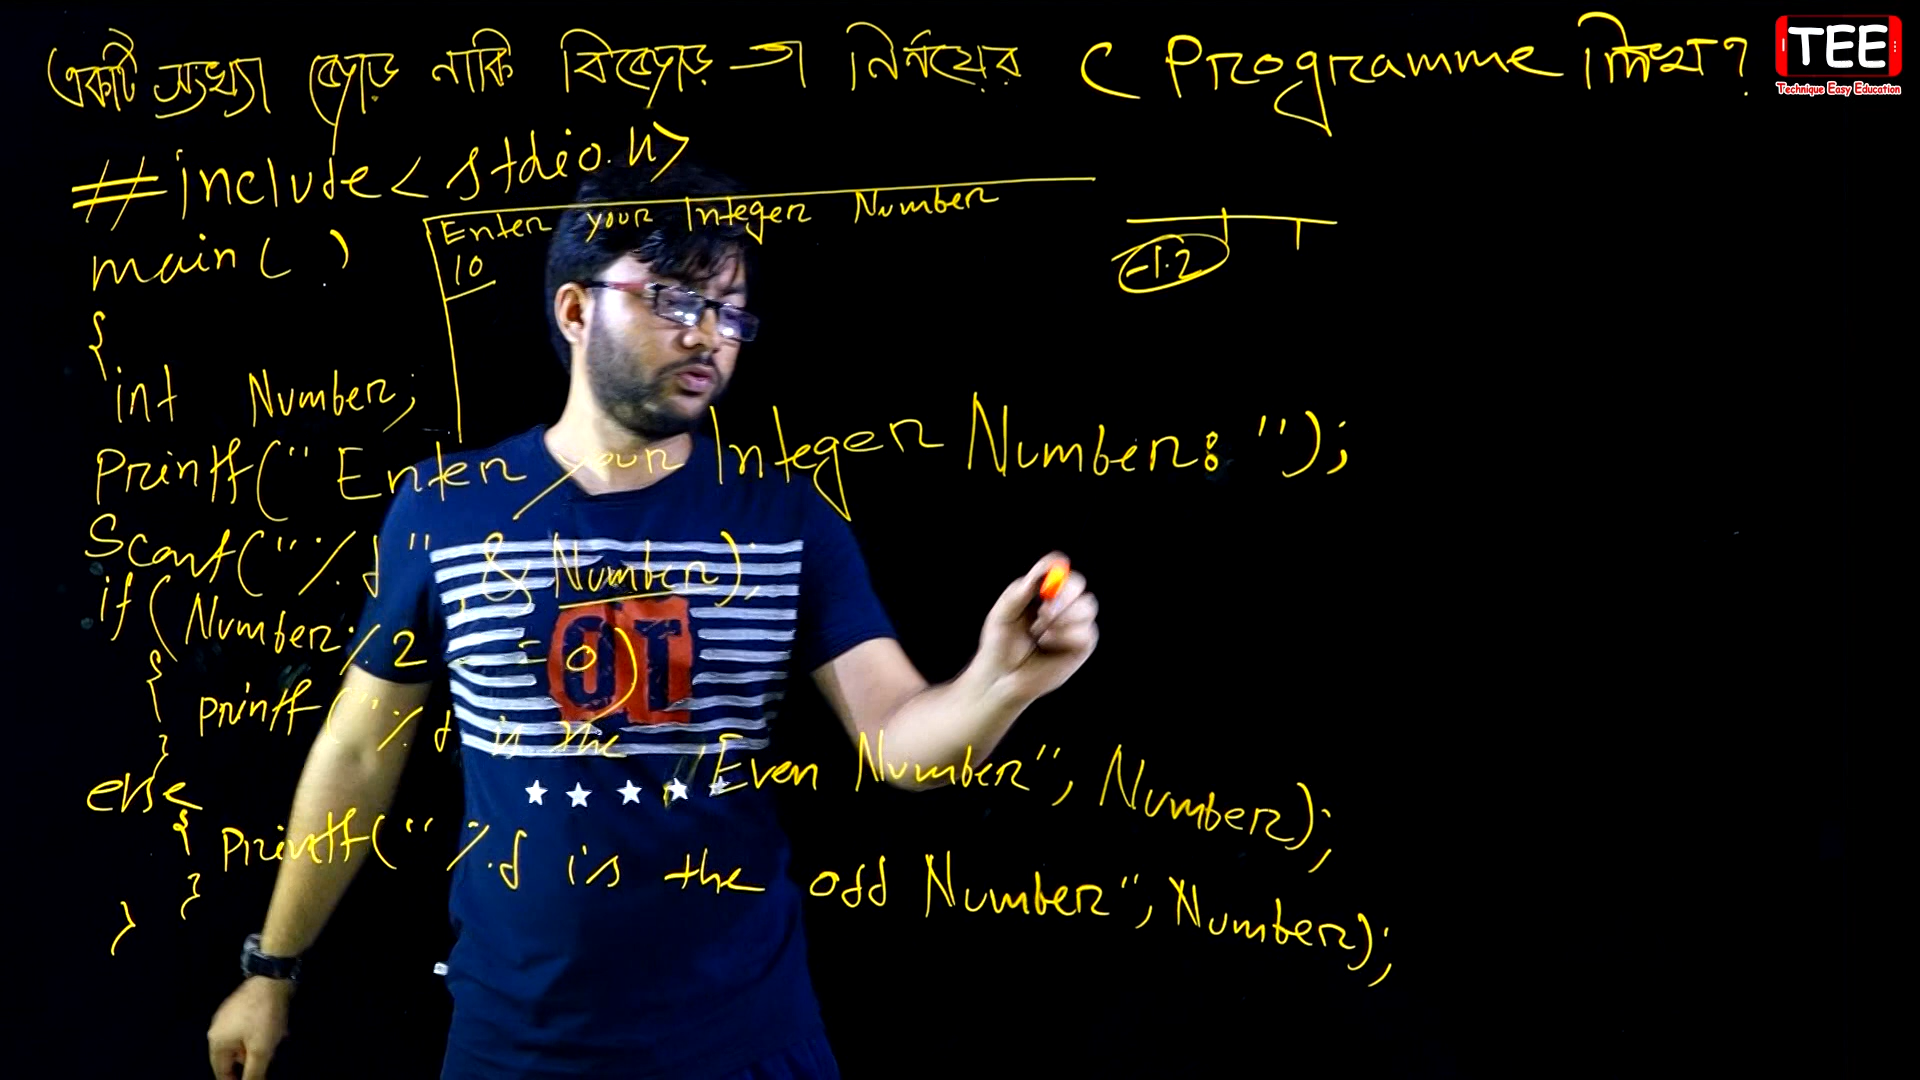 একটি সংখ্যা জোড় নাকি বিজোড় তা নির্ণয়ের C Programme লিখ?
TEE
Technique Easy Education
#include<stdio.h>
Enter your Integer Number
10
-1.2
main( )
{
int Number;
Printf("Enter your Integer Number: ");
Scanf("%d", & Number);
if (Number % 2 == 0)
{
printf ("%d is the Even Number", Number);
}
else
{ Printf("%d is the odd Number", Number);
}
}
OT